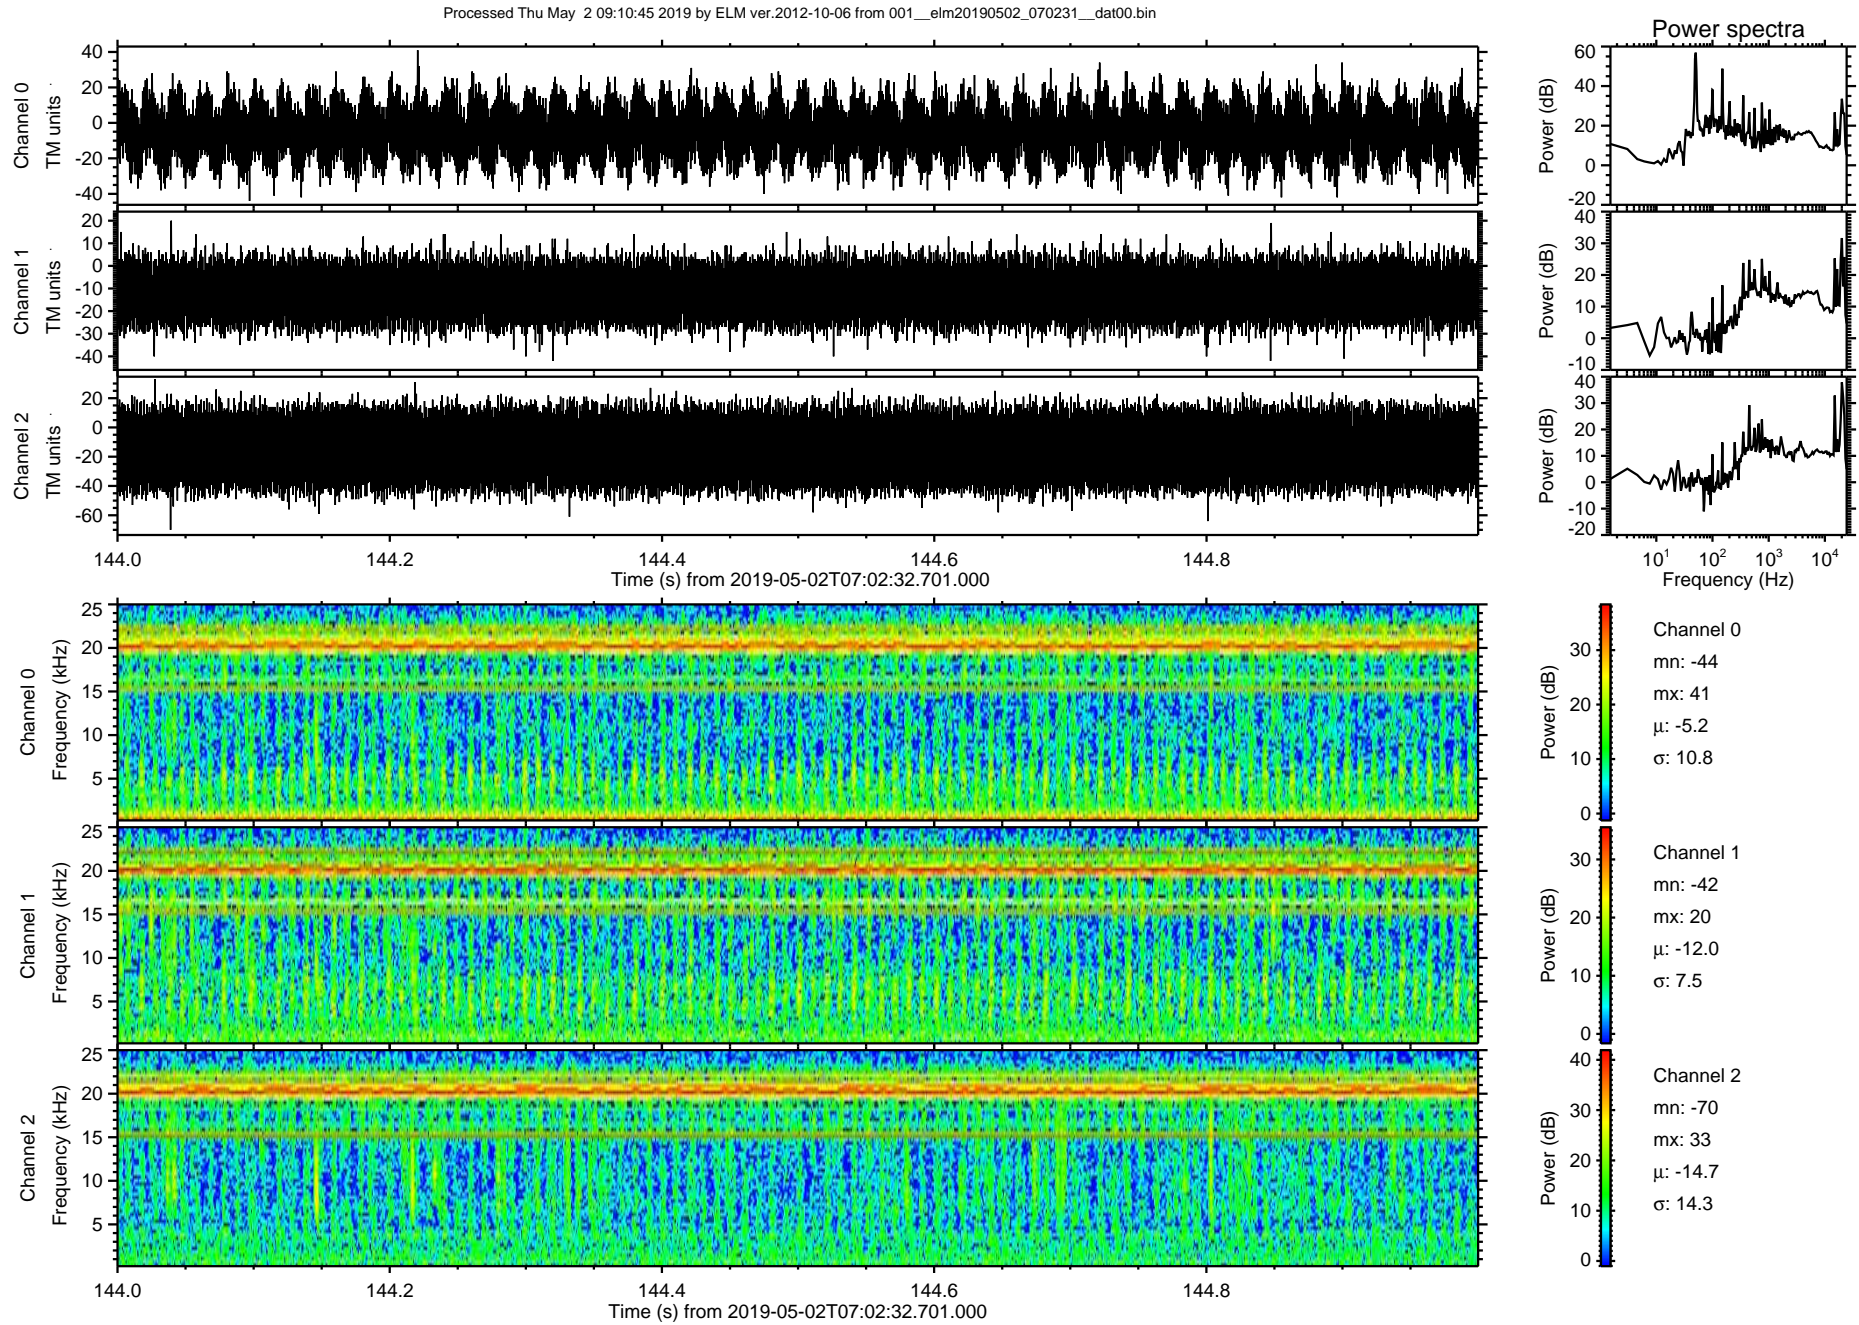 Processed Thu May  2 09:10:45 2019 by ELM ver.2012-10-06 from 001__elm20190502_070231__dat00.bin
Power spectra
Channel 0
TM units
40
20
0
-20
-40
Power (dB)
60
40
20
0
-20
Channel 1
TM units
20
10
0
-10
-20
-30
-40
Power (dB)
40
30
20
10
0
-10
Channel 2
TM units
20
0
-20
-40
-60
Power (dB)
40
30
20
10
0
-10
-20
144.0 144.2 144.4 144.6 144.8
Time (s) from 2019-05-02T07:02:32.701.000
10^1 10^2 10^3 10^4
Frequency (Hz)
Channel 0
Frequency (kHz)
25
20
15
10
5
Power (dB)
30
20
10
0
Channel 0
mn: -44
mx: 41
μ: -5.2
σ: 10.8
Channel 1
Frequency (kHz)
25
20
15
10
5
Power (dB)
30
20
10
0
Channel 1
mn: -42
mx: 20
μ: -12.0
σ: 7.5
Channel 2
Frequency (kHz)
25
20
15
10
5
Power (dB)
40
30
20
10
0
Channel 2
mn: -70
mx: 33
μ: -14.7
σ: 14.3
144.0 144.2 144.4 144.6 144.8
Time (s) from 2019-05-02T07:02:32.701.000